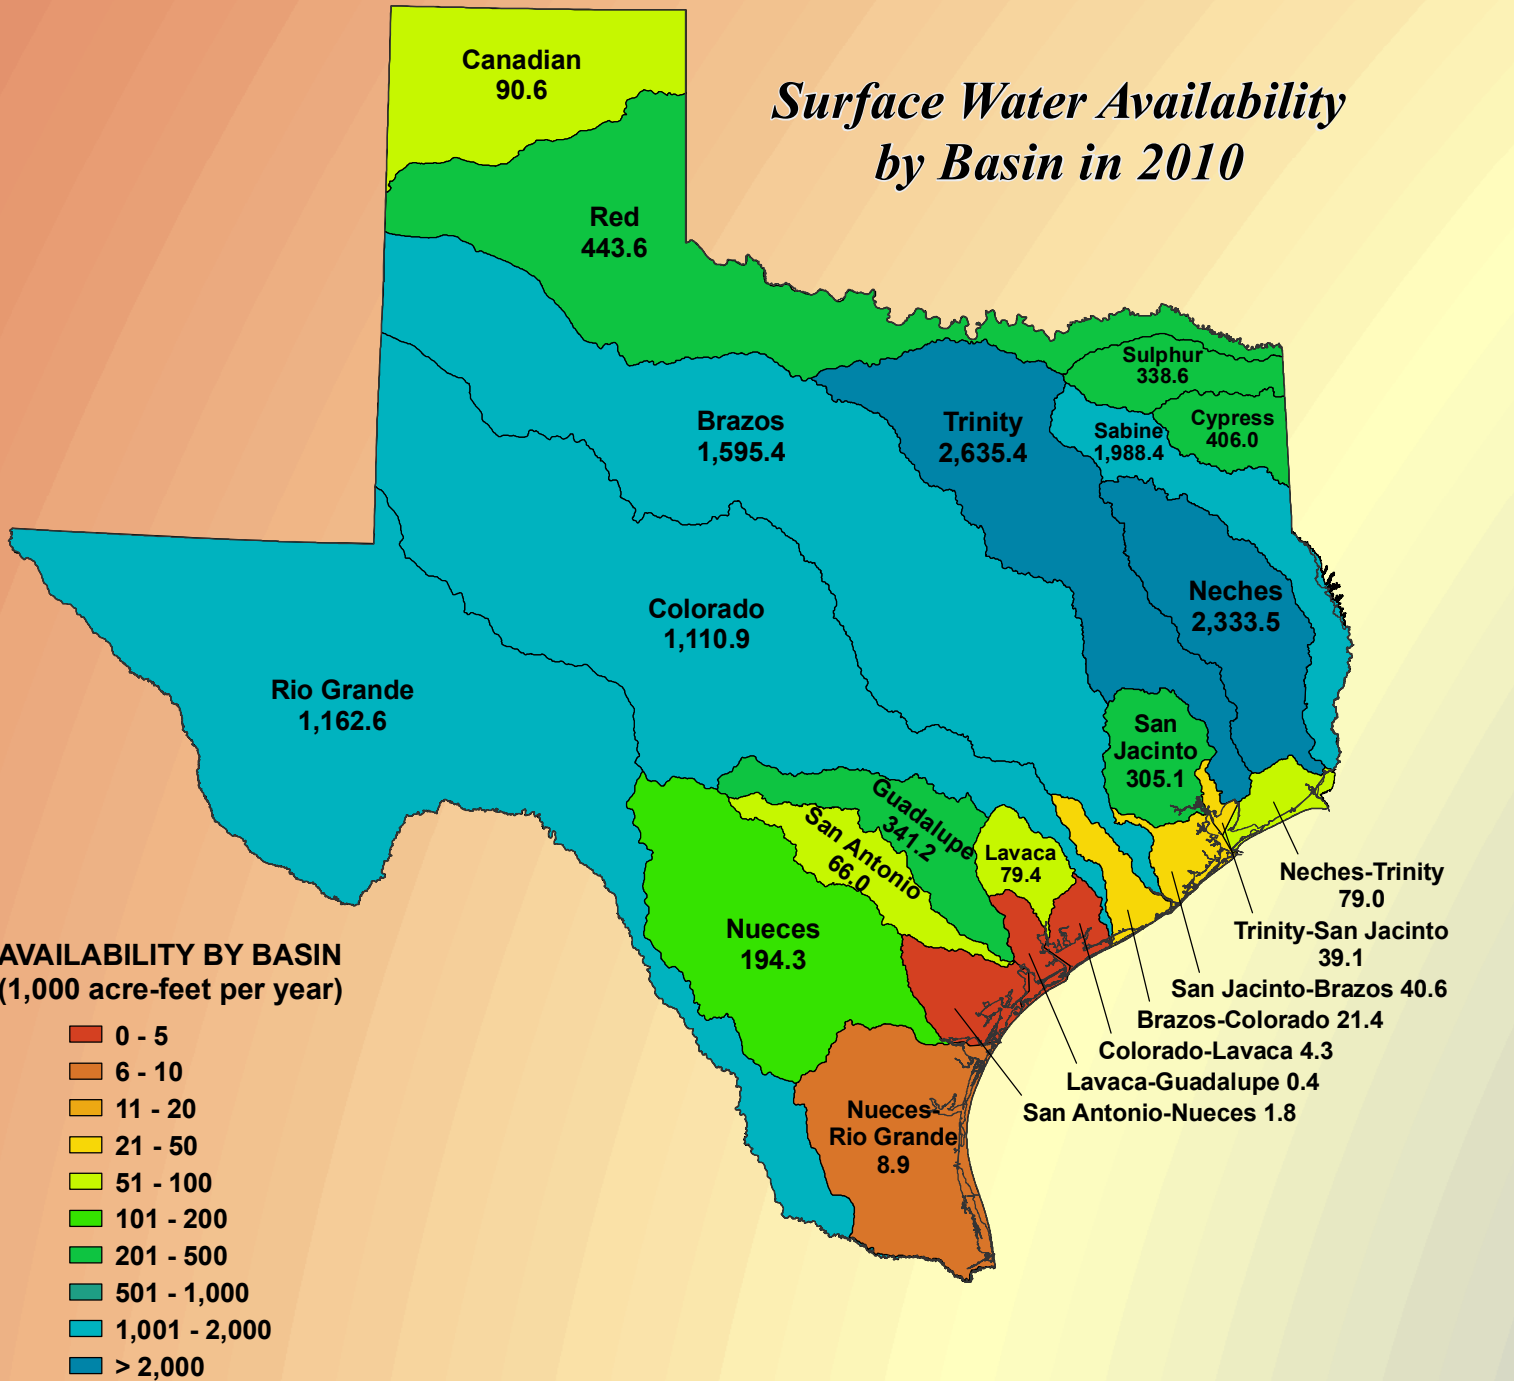 Surface Water Availability
by Basin in 2010
Canadian
90.6
Red
443.6
Sulphur
338.6
Cypress
406.0
Brazos
1,595.4
Trinity
2,635.4
Sabine
1,988.4
Neches
2,333.5
Colorado
1,110.9
Rio Grande
1,162.6
San
Jacinto
305.1
Guadalupe
341.2
San Antonio
66.0
Lavaca
79.4
Nueces
194.3
Neches-Trinity
79.0
Trinity-San Jacinto
39.1
San Jacinto-Brazos 40.6
Brazos-Colorado 21.4
Colorado-Lavaca 4.3
Lavaca-Guadalupe 0.4
San Antonio-Nueces 1.8
Nueces-
Rio Grande
8.9
AVAILABILITY BY BASIN
(1,000 acre-feet per year)
0 - 5
6 - 10
11 - 20
21 - 50
51 - 100
101 - 200
201 - 500
501 - 1,000
1,001 - 2,000
> 2,000